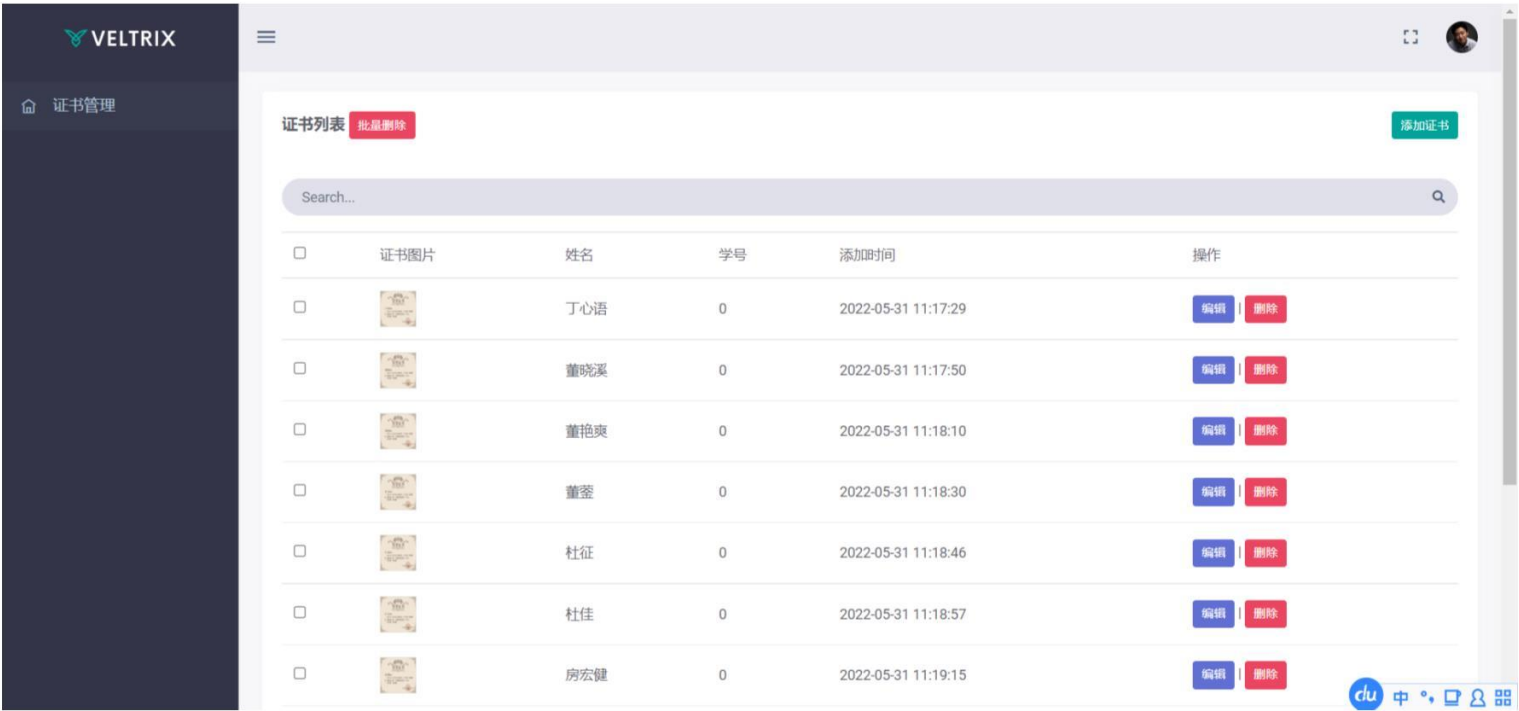 VELTRIX
证书管理
证书列表 批量删除 添加证书
Search...
证书图片 姓名 学号 添加时间 操作
丁心语 0 2022-05-31 11:17:29 编辑 | 删除
董晓溪 0 2022-05-31 11:17:50 编辑 | 删除
董艳爽 0 2022-05-31 11:18:10 编辑 | 删除
董蓥 0 2022-05-31 11:18:30 编辑 | 删除
杜征 0 2022-05-31 11:18:46 编辑 | 删除
杜佳 0 2022-05-31 11:18:57 编辑 | 删除
房宏健 0 2022-05-31 11:19:15 编辑 | 删除
du 中